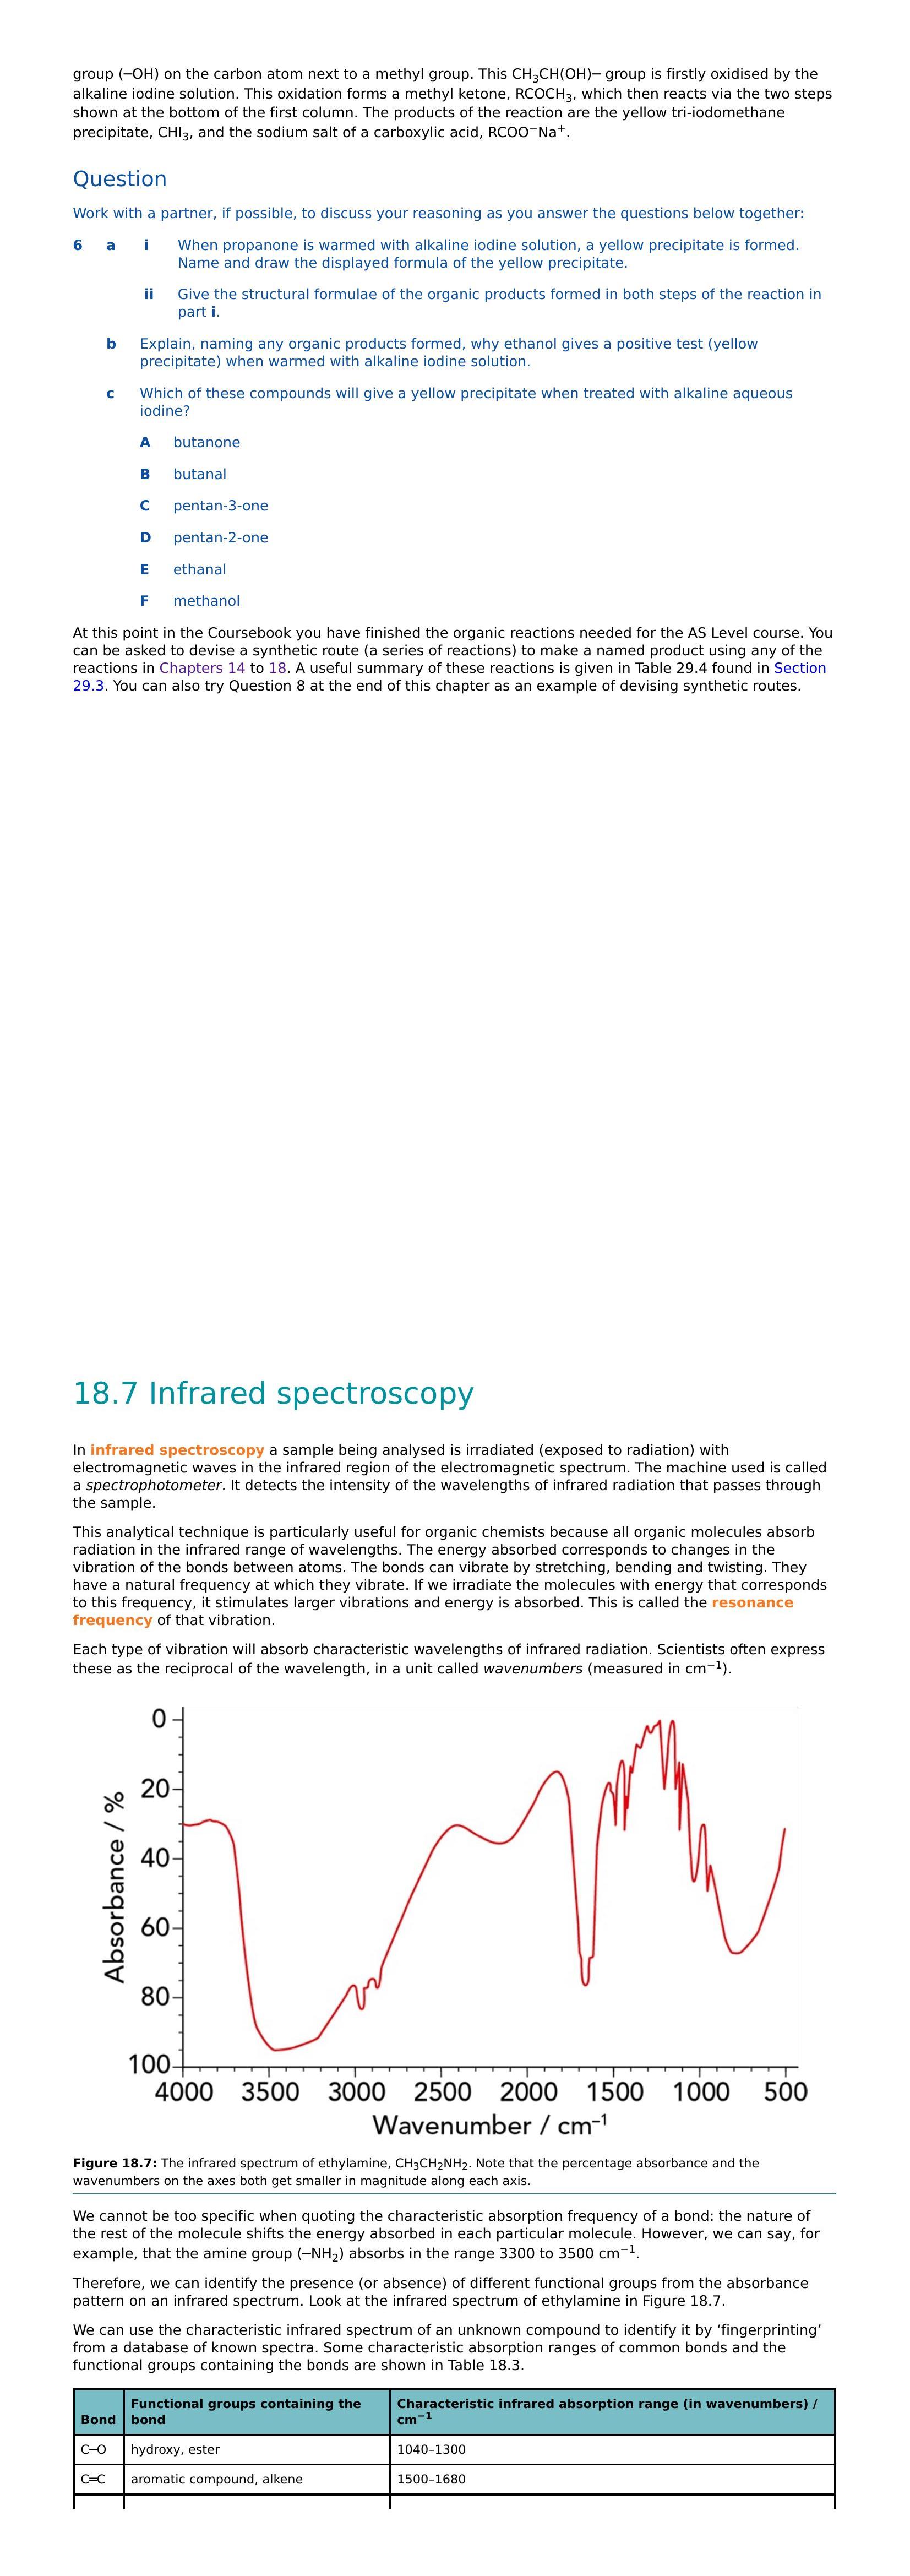 group (–OH) on the carbon atom next to a methyl group. This CH₃CH(OH)– group is firstly oxidised by the
alkaline iodine solution. This oxidation forms a methyl ketone, RCOCH₃, which then reacts via the two steps
shown at the bottom of the first column. The products of the reaction are the yellow tri-iodomethane
precipitate, CHI₃, and the sodium salt of a carboxylic acid, RCOO⁻Na⁺.
Question
Work with a partner, if possible, to discuss your reasoning as you answer the questions below together:
6 a i When propanone is warmed with alkaline iodine solution, a yellow precipitate is formed.
Name and draw the displayed formula of the yellow precipitate.
ii Give the structural formulae of the organic products formed in both steps of the reaction in
part i.
b Explain, naming any organic products formed, why ethanol gives a positive test (yellow
precipitate) when warmed with alkaline iodine solution.
c Which of these compounds will give a yellow precipitate when treated with alkaline aqueous
iodine?
A butanone
B butanal
C pentan-3-one
D pentan-2-one
E ethanal
F methanol
At this point in the Coursebook you have finished the organic reactions needed for the AS Level course. You
can be asked to devise a synthetic route (a series of reactions) to make a named product using any of the
reactions in Chapters 14 to 18. A useful summary of these reactions is given in Table 29.4 found in Section
29.3. You can also try Question 8 at the end of this chapter as an example of devising synthetic routes.
18.7 Infrared spectroscopy
In infrared spectroscopy a sample being analysed is irradiated (exposed to radiation) with
electromagnetic waves in the infrared region of the electromagnetic spectrum. The machine used is called
a spectrophotometer. It detects the intensity of the wavelengths of infrared radiation that passes through
the sample.
This analytical technique is particularly useful for organic chemists because all organic molecules absorb
radiation in the infrared range of wavelengths. The energy absorbed corresponds to changes in the
vibration of the bonds between atoms. The bonds can vibrate by stretching, bending and twisting. They
have a natural frequency at which they vibrate. If we irradiate the molecules with energy that corresponds
to this frequency, it stimulates larger vibrations and energy is absorbed. This is called the resonance
frequency of that vibration.
Each type of vibration will absorb characteristic wavelengths of infrared radiation. Scientists often express
these as the reciprocal of the wavelength, in a unit called wavenumbers (measured in cm⁻¹).
Absorbance / %
0
20
40
60
80
100
4000 3500 3000 2500 2000 1500 1000 500
Wavenumber / cm⁻¹
Figure 18.7: The infrared spectrum of ethylamine, CH₃CH₂NH₂. Note that the percentage absorbance and the
wavenumbers on the axes both get smaller in magnitude along each axis.
We cannot be too specific when quoting the characteristic absorption frequency of a bond: the nature of
the rest of the molecule shifts the energy absorbed in each particular molecule. However, we can say, for
example, that the amine group (–NH₂) absorbs in the range 3300 to 3500 cm⁻¹.
Therefore, we can identify the presence (or absence) of different functional groups from the absorbance
pattern on an infrared spectrum. Look at the infrared spectrum of ethylamine in Figure 18.7.
We can use the characteristic infrared spectrum of an unknown compound to identify it by ‘fingerprinting’
from a database of known spectra. Some characteristic absorption ranges of common bonds and the
functional groups containing the bonds are shown in Table 18.3.
Bond
Functional groups containing the
bond
Characteristic infrared absorption range (in wavenumbers) /
cm⁻¹
C–O hydroxy, ester 1040–1300
C=C aromatic compound, alkene 1500–1680